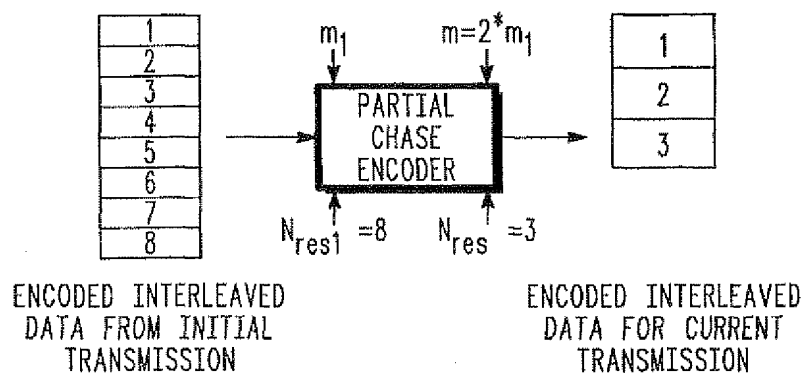 1
2
3
4
5
6
7
8
m1
m=2*m1
PARTIAL
CHASE
ENCODER
Nres1 =8
Nres =3
1
2
3
ENCODED INTERLEAVED
DATA FROM INITIAL
TRANSMISSION
ENCODED INTERLEAVED
DATA FOR CURRENT
TRANSMISSION